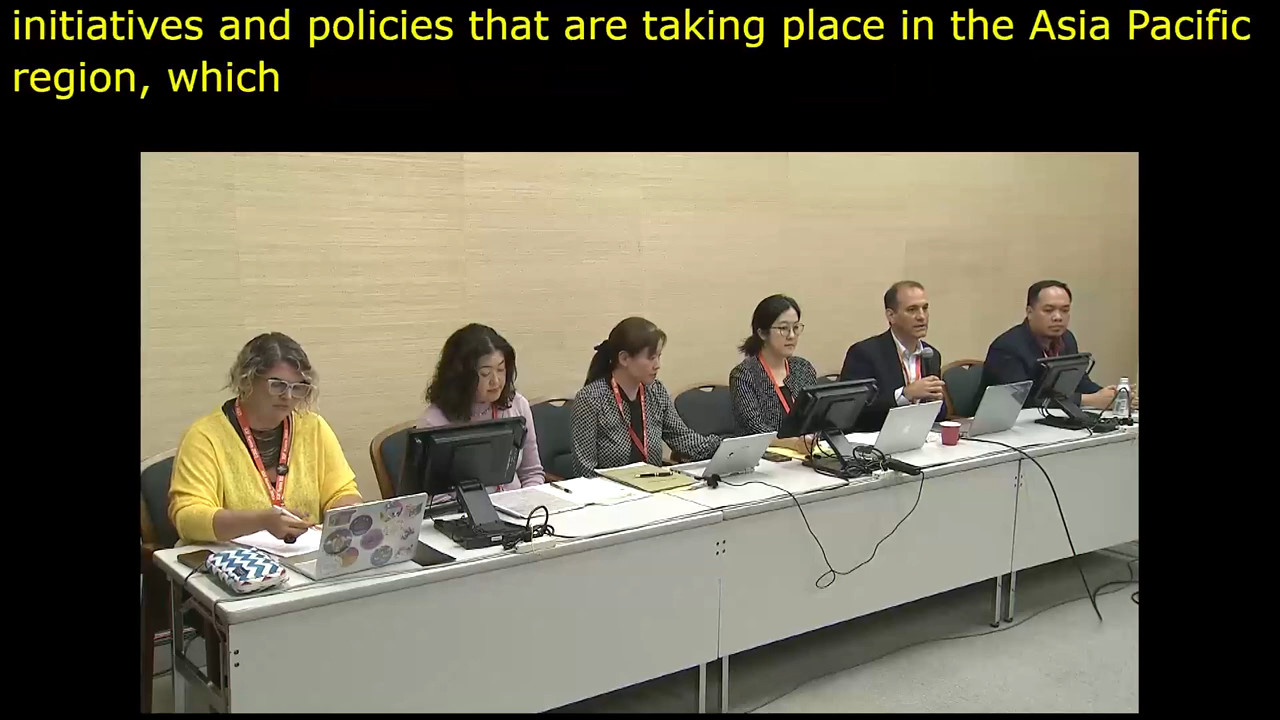 initiatives and policies that are taking place in the Asia Pacific
region, which